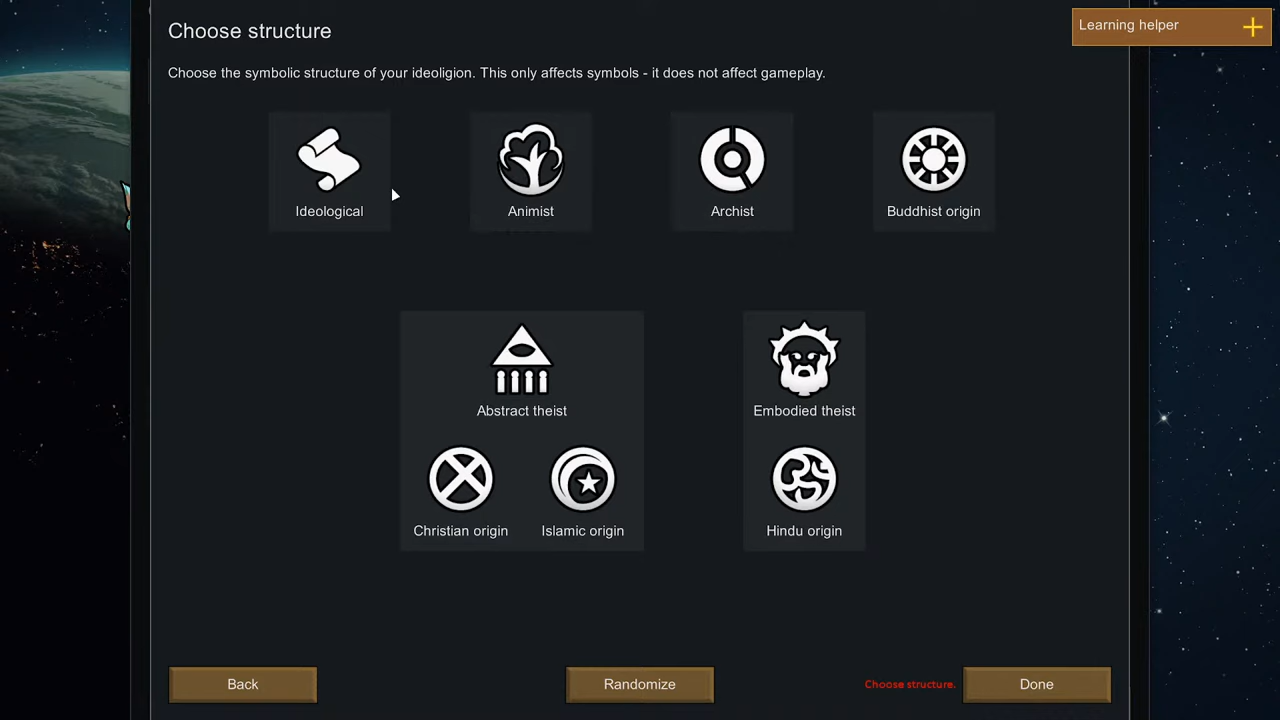 Choose structure
Learning helper
Choose the symbolic structure of your ideoligion. This only affects symbols - it does not affect gameplay.
Ideological
Animist
Archist
Buddhist origin
Abstract theist
Embodied theist
Christian origin
Islamic origin
Hindu origin
Back
Randomize
Choose structure.
Done